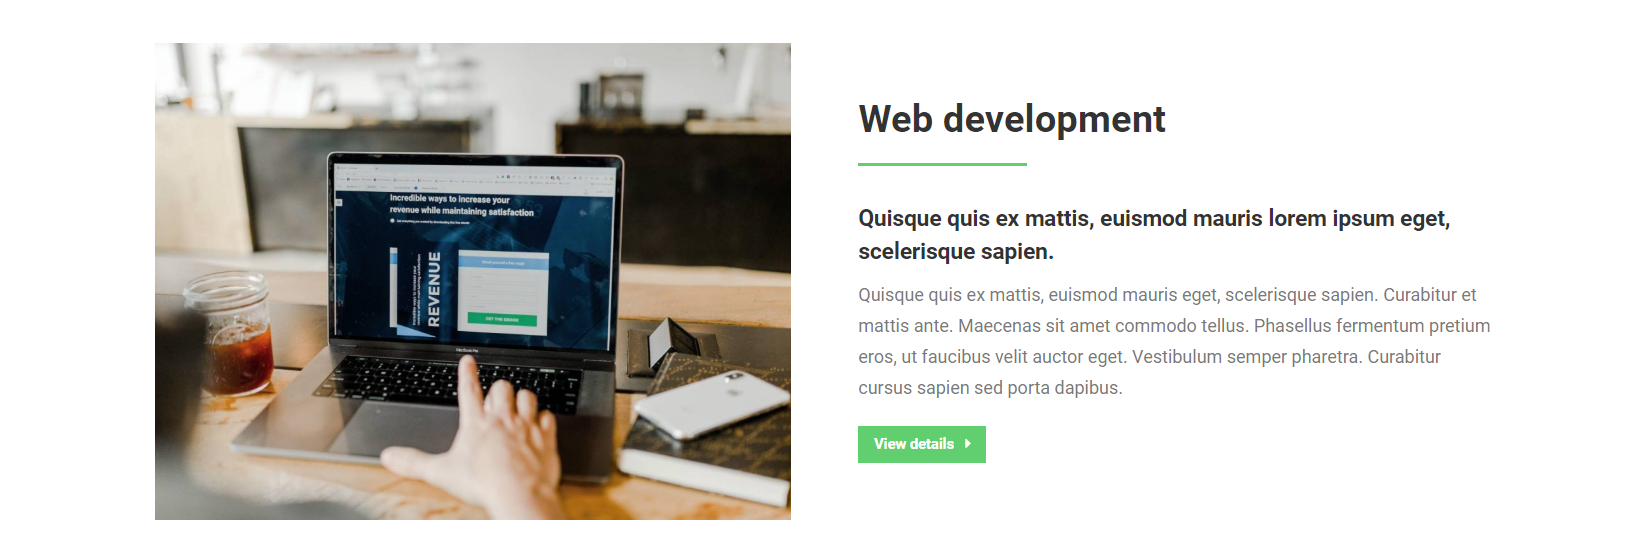 Incredible ways to increase your
revenue while maintaining satisfaction
REVENUE
MacBook Pro
Web development
Quisque quis ex mattis, euismod mauris lorem ipsum eget,
scelerisque sapien.
Quisque quis ex mattis, euismod mauris eget, scelerisque sapien. Curabitur et
mattis ante. Maecenas sit amet commodo tellus. Phasellus fermentum pretium
eros, ut faucibus velit auctor eget. Vestibulum semper pharetra. Curabitur
cursus sapien sed porta dapibus.
View details